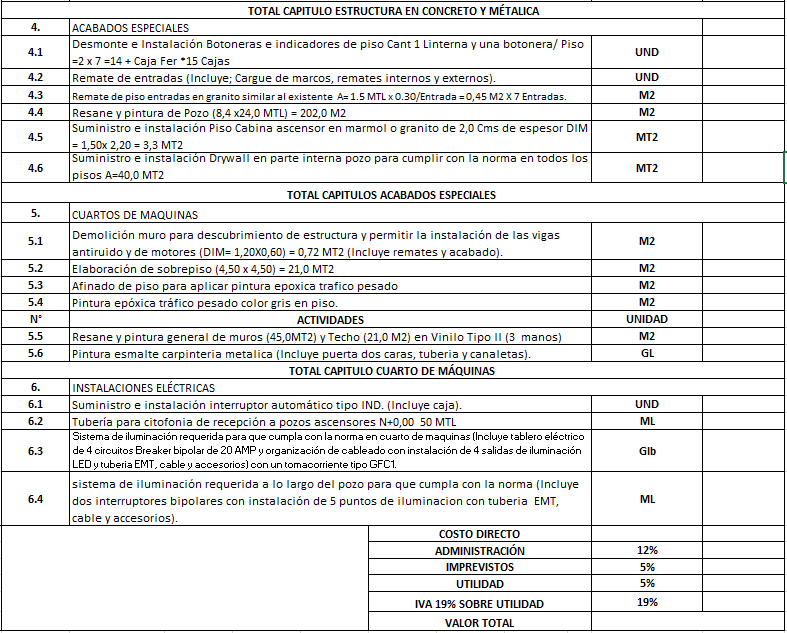 TOTAL CAPITULO ESTRUCTURA EN CONCRETO Y MÉTALICA
4. ACABADOS ESPECIALES
4.1 Desmonte e Instalación Botoneras e indicadores de piso Cant 1 Linterna y una botonera/ Piso UND
=2 x 7 =14 + Caja Fer *15 Cajas
4.2 Remate de entradas (Incluye; Cargue de marcos, remates internos y externos). UND
4.3 Remate de piso entradas en granito similar al existente A= 1.5 MTL x 0.30/Entrada = 0,45 M2 X 7 Entradas. M2
4.4 Resane y pintura de Pozo (8,4 x24,0 MTL) = 202,0 M2 M2
4.5 Suministro e instalación Piso Cabina ascensor en marmol o granito de 2,0 Cms de espesor DIM MT2
= 1,50x 2,20 = 3,3 MT2
4.6 Suministro e instalación Drywall en parte interna pozo para cumplir con la norma en todos los MT2
pisos A=40,0 MT2
TOTAL CAPITULOS ACABADOS ESPECIALES
5. CUARTOS DE MAQUINAS
5.1 Demolición muro para descubrimiento de estructura y permitir la instalación de las vigas M2
antiruido y de motores (DIM= 1,20X0,60) = 0,72 MT2 (Incluye remates y acabado).
5.2 Elaboración de sobrepiso (4,50 x 4,50) = 21,0 MT2 M2
5.3 Afinado de piso para aplicar pintura epoxica trafico pesado M2
5.4 Pintura epóxica tráfico pesado color gris en piso. M2
N° ACTIVIDADES UNIDAD
5.5 Resane y pintura general de muros (45,0MT2) y Techo (21,0 M2) en Vinilo Tipo II (3 manos) M2
5.6 Pintura esmalte carpinteria metalica (Incluye puerta dos caras, tuberia y canaletas). GL
TOTAL CAPITULO CUARTO DE MÁQUINAS
6. INSTALACIONES ELÉCTRICAS
6.1 Suministro e instalación interruptor automático tipo IND. (Incluye caja). UND
6.2 Tubería para citofonia de recepción a pozos ascensores N+0,00 50 MTL ML
6.3 Sistema de iluminación requerida para que cumpla con la norma en cuarto de maquinas (Incluye tablero eléctrico Glb
de 4 circuitos Breaker bipolar de 20 AMP y organización de cableado con instalación de 4 salidas de iluminación
LED y tuberia EMT, cable y accesorios) con un tomacorriente tipo GFC1.
6.4 sistema de iluminación requerida a lo largo del pozo para que cumpla con la norma (Incluye ML
dos interruptores bipolares con instalación de 5 puntos de iluminacion con tuberia EMT,
cable y accesorios).
COSTO DIRECTO
ADMINISTRACIÓN 12%
IMPREVISTOS 5%
UTILIDAD 5%
IVA 19% SOBRE UTILIDAD 19%
VALOR TOTAL